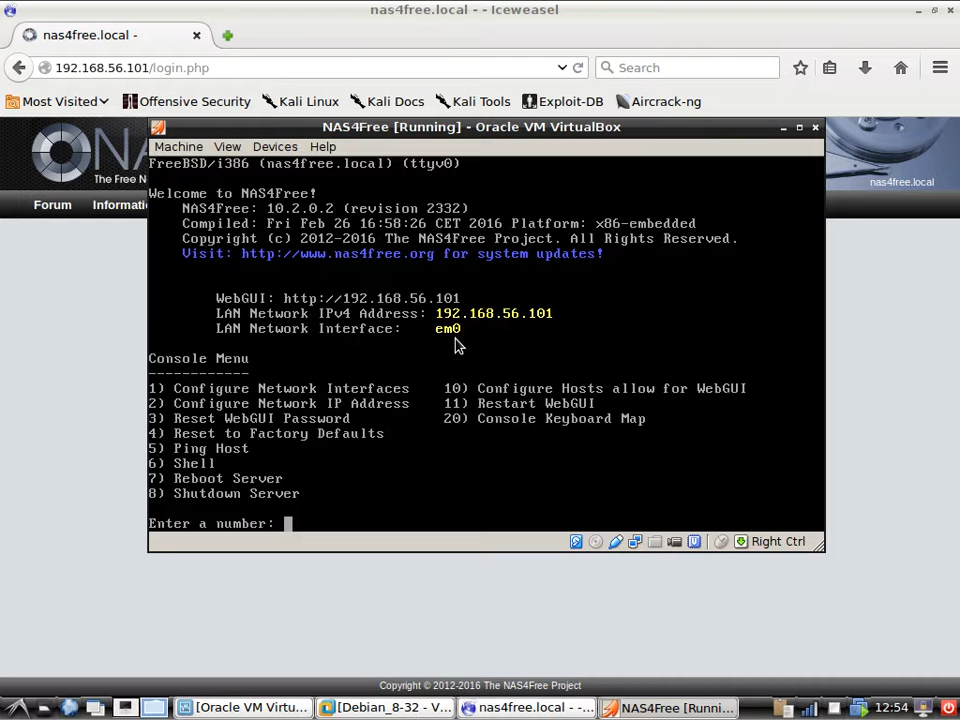 nas4free.local - - Iceweasel
nas4free.local -
192.168.56.101/login.php
Search
Most Visited
Offensive Security
Kali Linux
Kali Docs
Kali Tools
Exploit-DB
Aircrack-ng
NAS4Free [Running] - Oracle VM VirtualBox
Machine View Devices Help
The Free N
nas4free.local
Forum Informati
FreeBSD/i386 (nas4free.local) (ttyv0)
Welcome to NAS4Free!
NAS4Free: 10.2.0.2 (revision 2332)
Compiled: Fri Feb 26 16:58:26 CET 2016 Platform: x86-embedded
Copyright (c) 2012-2016 The NAS4Free Project. All Rights Reserved.
Visit: http://www.nas4free.org for system updates!
WebGUI: http://192.168.56.101
LAN Network IPv4 Address: 192.168.56.101
LAN Network Interface: em0
Console Menu
------------
1) Configure Network Interfaces 10) Configure Hosts allow for WebGUI
2) Configure Network IP Address 11) Restart WebGUI
3) Reset WebGUI Password 20) Console Keyboard Map
4) Reset to Factory Defaults
5) Ping Host
6) Shell
7) Reboot Server
8) Shutdown Server
Enter a number:
Right Ctrl
Copyright © 2012-2016 The NAS4Free Project
[Oracle VM Virtu...
[Debian_8-32 - V...
nas4free.local - -...
NAS4Free [Runni...
12:54